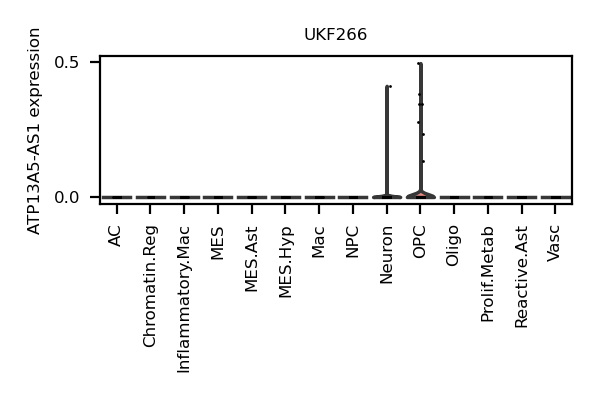 UKF266
ATP13A5-AS1 expression
0.5
0.0
AC
Chromatin.Reg
Inflammatory.Mac
MES
MES.Ast
MES.Hyp
Mac
NPC
Neuron
OPC
Oligo
Prolif.Metab
Reactive.Ast
Vasc